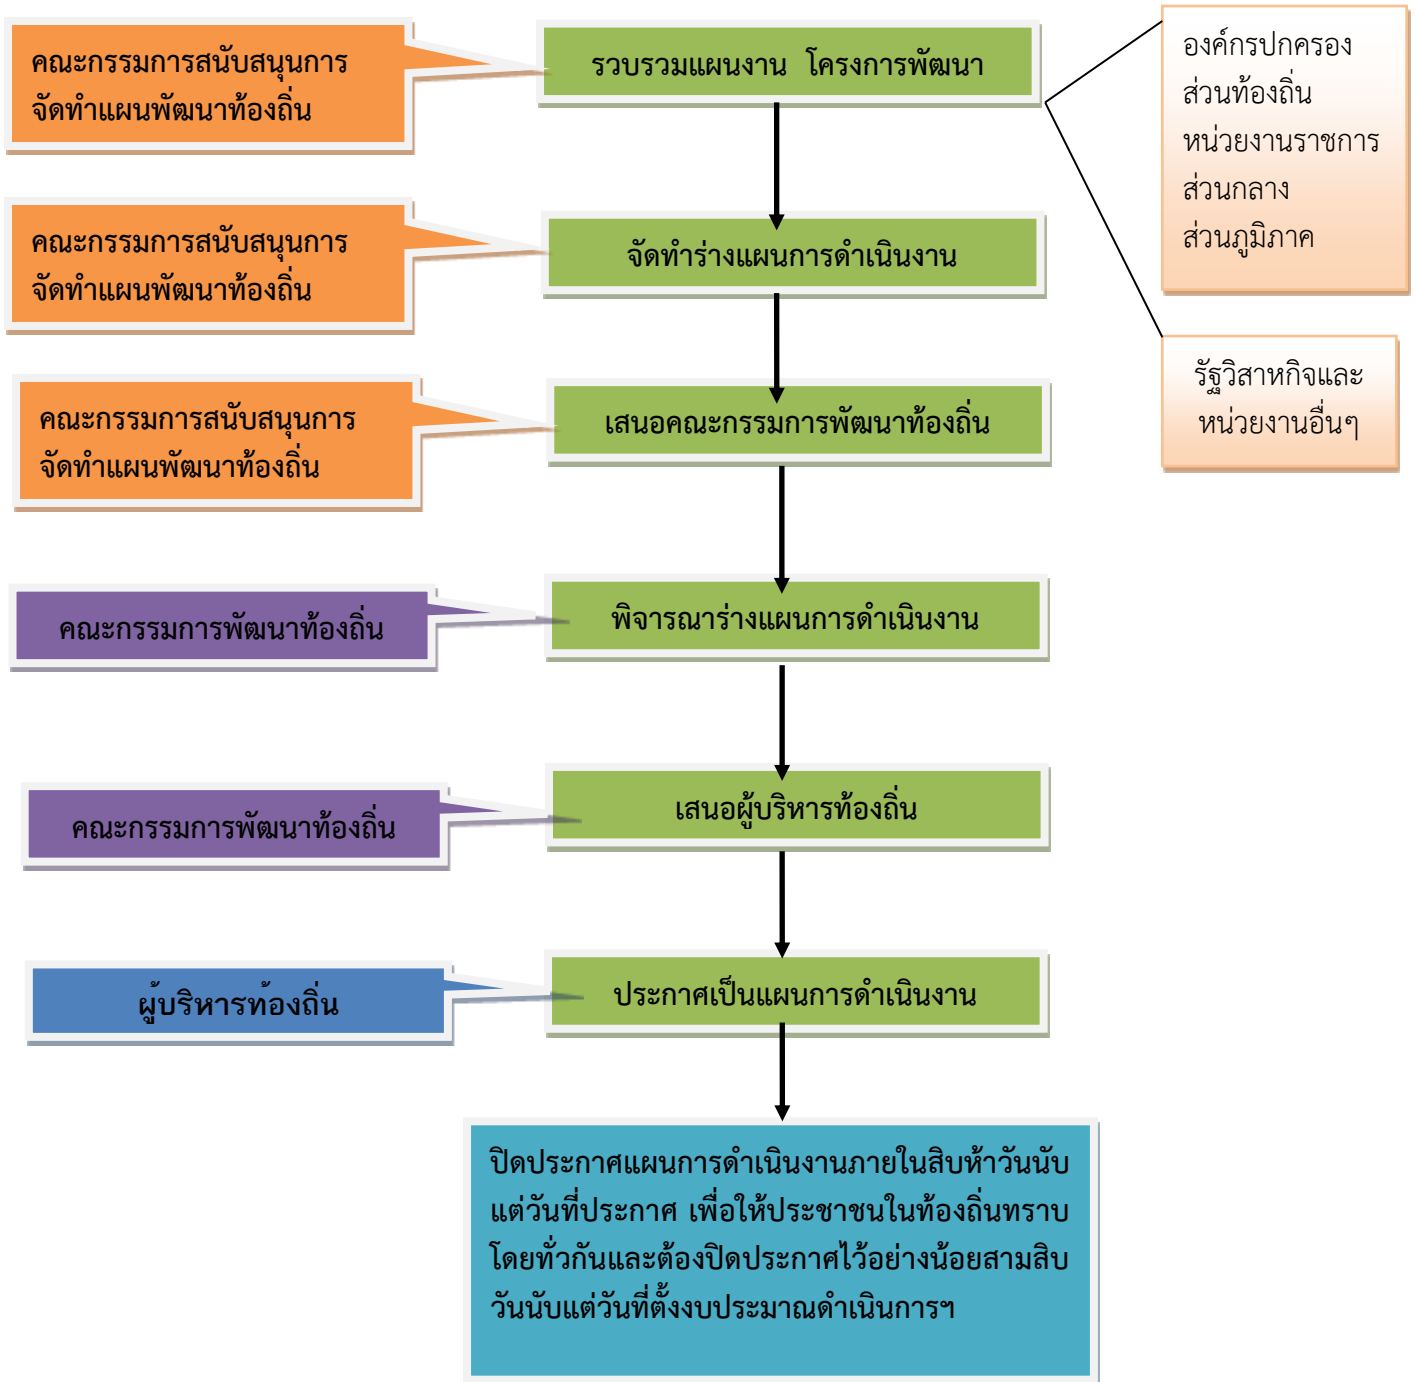 คณะกรรมการสนับสนุนการ
จัดทำแผนพัฒนาท้องถิ่น
รวบรวมแผนงาน โครงการพัฒนา
องค์กรปกครอง
ส่วนท้องถิ่น
หน่วยงานราชการ
ส่วนกลาง
ส่วนภูมิภาค
คณะกรรมการสนับสนุนการ
จัดทำแผนพัฒนาท้องถิ่น
จัดทำร่างแผนการดำเนินงาน
รัฐวิสาหกิจและ
หน่วยงานอื่นๆ
คณะกรรมการสนับสนุนการ
จัดทำแผนพัฒนาท้องถิ่น
เสนอคณะกรรมการพัฒนาท้องถิ่น
คณะกรรมการพัฒนาท้องถิ่น
พิจารณาร่างแผนการดำเนินงาน
คณะกรรมการพัฒนาท้องถิ่น
เสนอผู้บริหารท้องถิ่น
ผู้บริหารท้องถิ่น
ประกาศเป็นแผนการดำเนินงาน
ปิดประกาศแผนการดำเนินงานภายในสิบห้าวันนับ
แต่วันที่ประกาศ เพื่อให้ประชาชนในท้องถิ่นทราบ
โดยทั่วกันและต้องปิดประกาศไว้อย่างน้อยสามสิบ
วันนับแต่วันที่ตั้งงบประมาณดำเนินการฯ